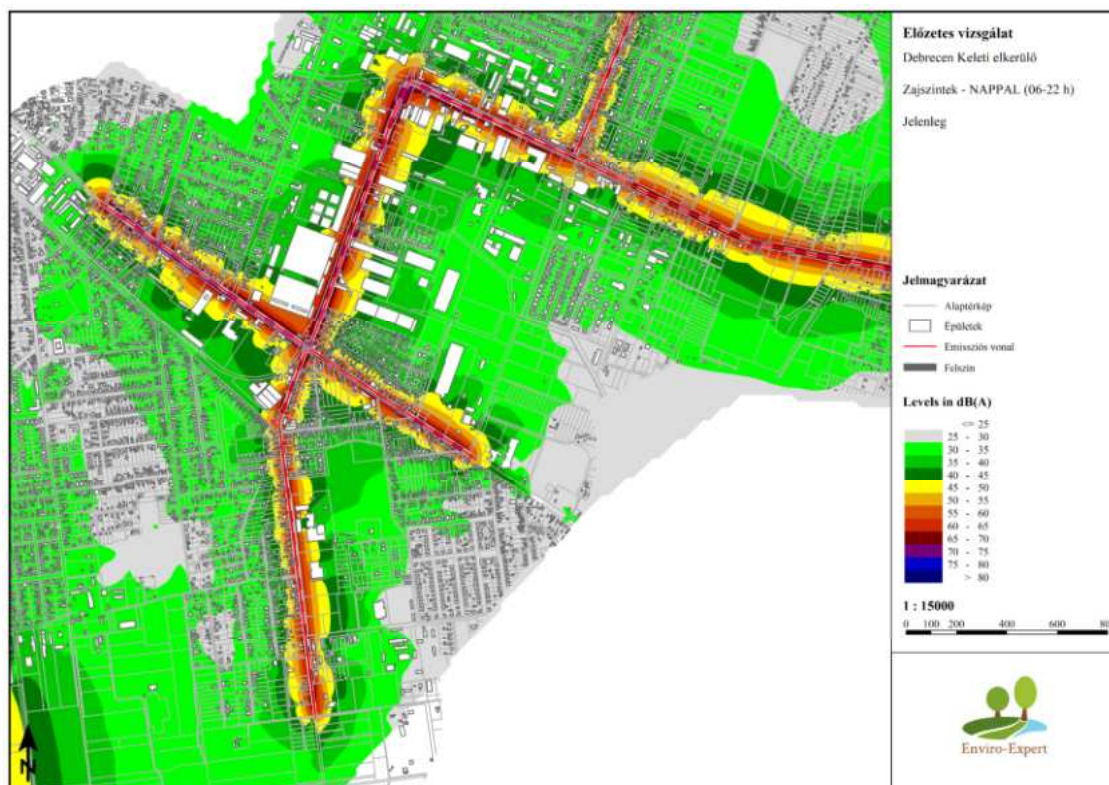 Előzetes vizsgálat
Debrecen Keleti elkerülő
Zajszintek - NAPPAL (06-22 h)
Jelenleg
Jelmagyarázat
Alaptérkép
Épületek
Emissziós vonal
Felszín
Levels in dB(A)
<= 25
25 - 30
30 - 35
35 - 40
40 - 45
45 - 50
50 - 55
55 - 60
60 - 65
65 - 70
70 - 75
75 - 80
> 80
1 : 15000
0 100 200 400 600
Enviro-Expert
N